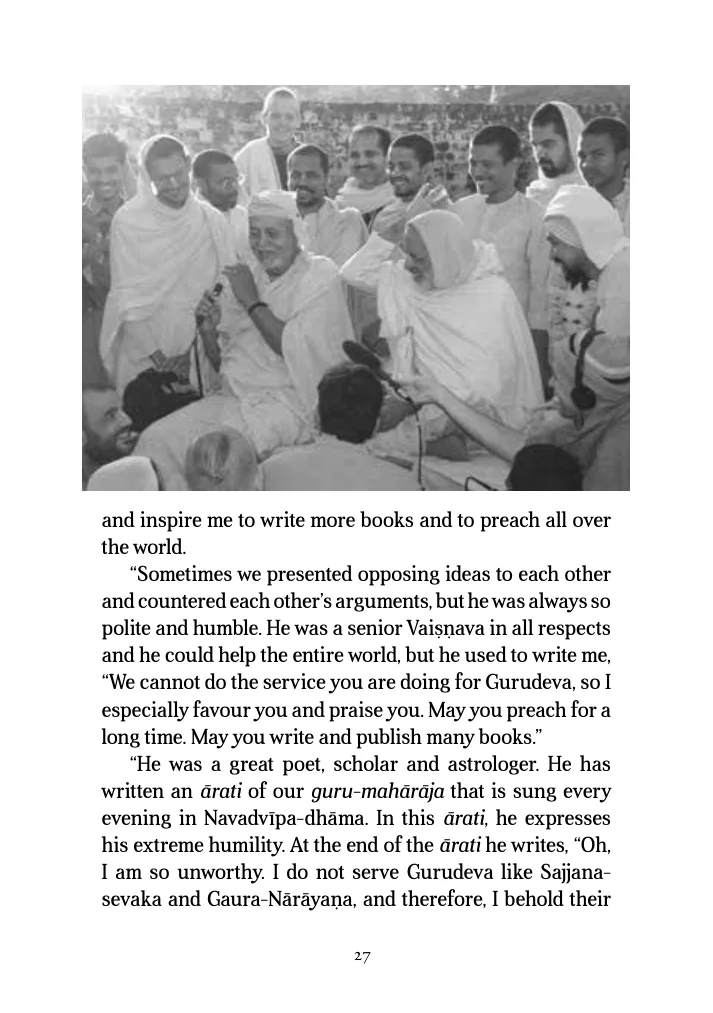 and inspire me to write more books and to preach all over
the world.
“Sometimes we presented opposing ideas to each other
and countered each other’s arguments, but he was always so
polite and humble. He was a senior Vaiṣṇava in all respects
and he could help the entire world, but he used to write me,
“We cannot do the service you are doing for Gurudeva, so I
especially favour you and praise you. May you preach for a
long time. May you write and publish many books.”
“He was a great poet, scholar and astrologer. He has
written an ārati of our guru-mahārāja that is sung every
evening in Navadvīpa-dhāma. In this ārati, he expresses
his extreme humility. At the end of the ārati he writes, “Oh,
I am so unworthy. I do not serve Gurudeva like Sajjana-
sevaka and Gaura-Nārāyaṇa, and therefore, I behold their
27